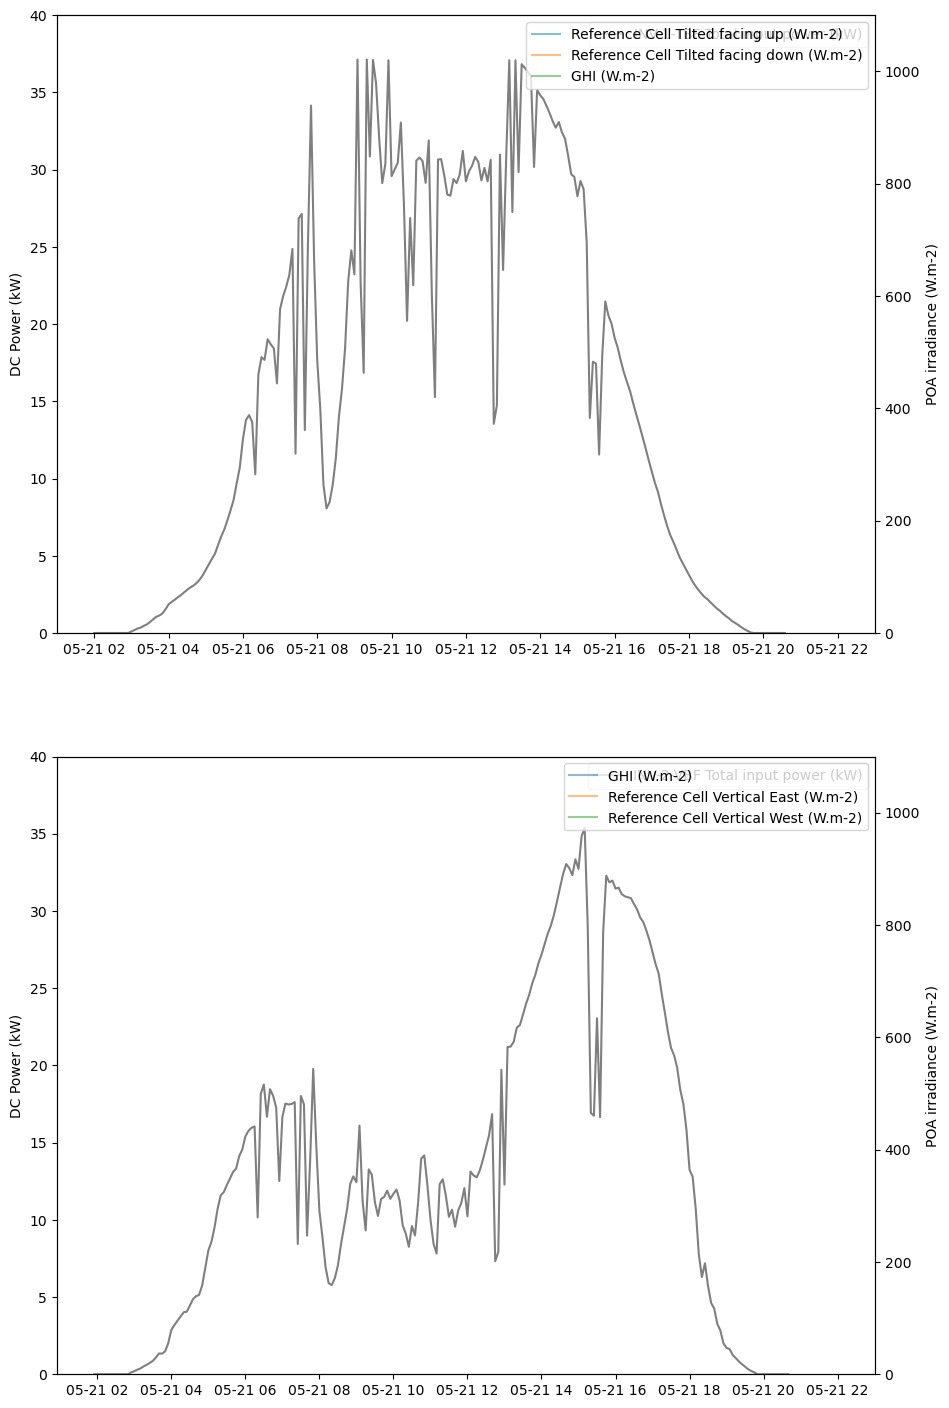 40
35
30
25
20
15
10
5
0
DC Power (kW)
Reference Cell Tilted facing up (W.m-2)
Reference Cell Tilted facing down (W.m-2)
GHI (W.m-2)
1000
800
600
400
200
0
POA irradiance (W.m-2)
05-21 02 05-21 04 05-21 06 05-21 08 05-21 10 05-21 12 05-21 14 05-21 16 05-21 18 05-21 20 05-21 22
40
35
30
25
20
15
10
5
0
DC Power (kW)
Total input power (kW)
GHI (W.m-2)
Reference Cell Vertical East (W.m-2)
Reference Cell Vertical West (W.m-2)
1000
800
600
400
200
0
POA irradiance (W.m-2)
05-21 02 05-21 04 05-21 06 05-21 08 05-21 10 05-21 12 05-21 14 05-21 16 05-21 18 05-21 20 05-21 22